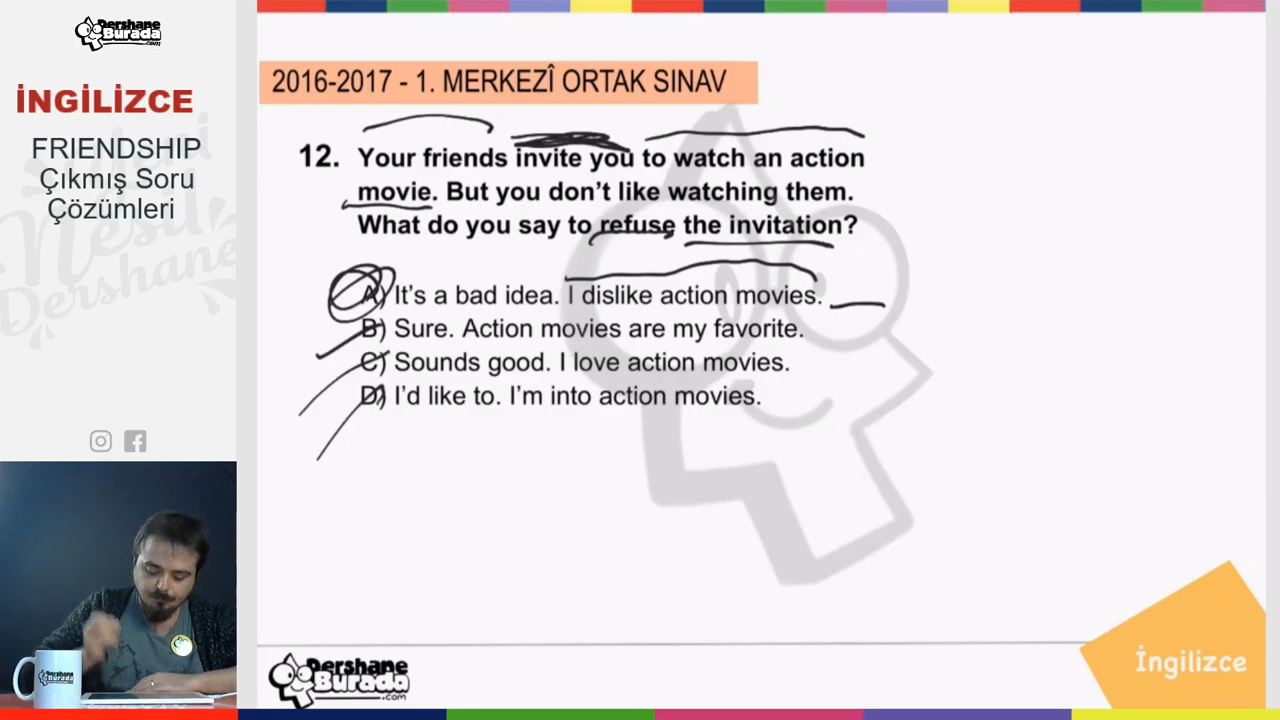 Dershane
Burada
.com
İNGİLİZCE
FRIENDSHIP
Çıkmış Soru
Çözümleri
2016-2017 - 1. MERKEZÎ ORTAK SINAV
12. Your friends invite you to watch an action
movie. But you don't like watching them.
What do you say to refuse the invitation?
A) It's a bad idea. I dislike action movies.
B) Sure. Action movies are my favorite.
C) Sounds good. I love action movies.
D) I'd like to. I'm into action movies.
Dershane
Burada
.com
İngilizce